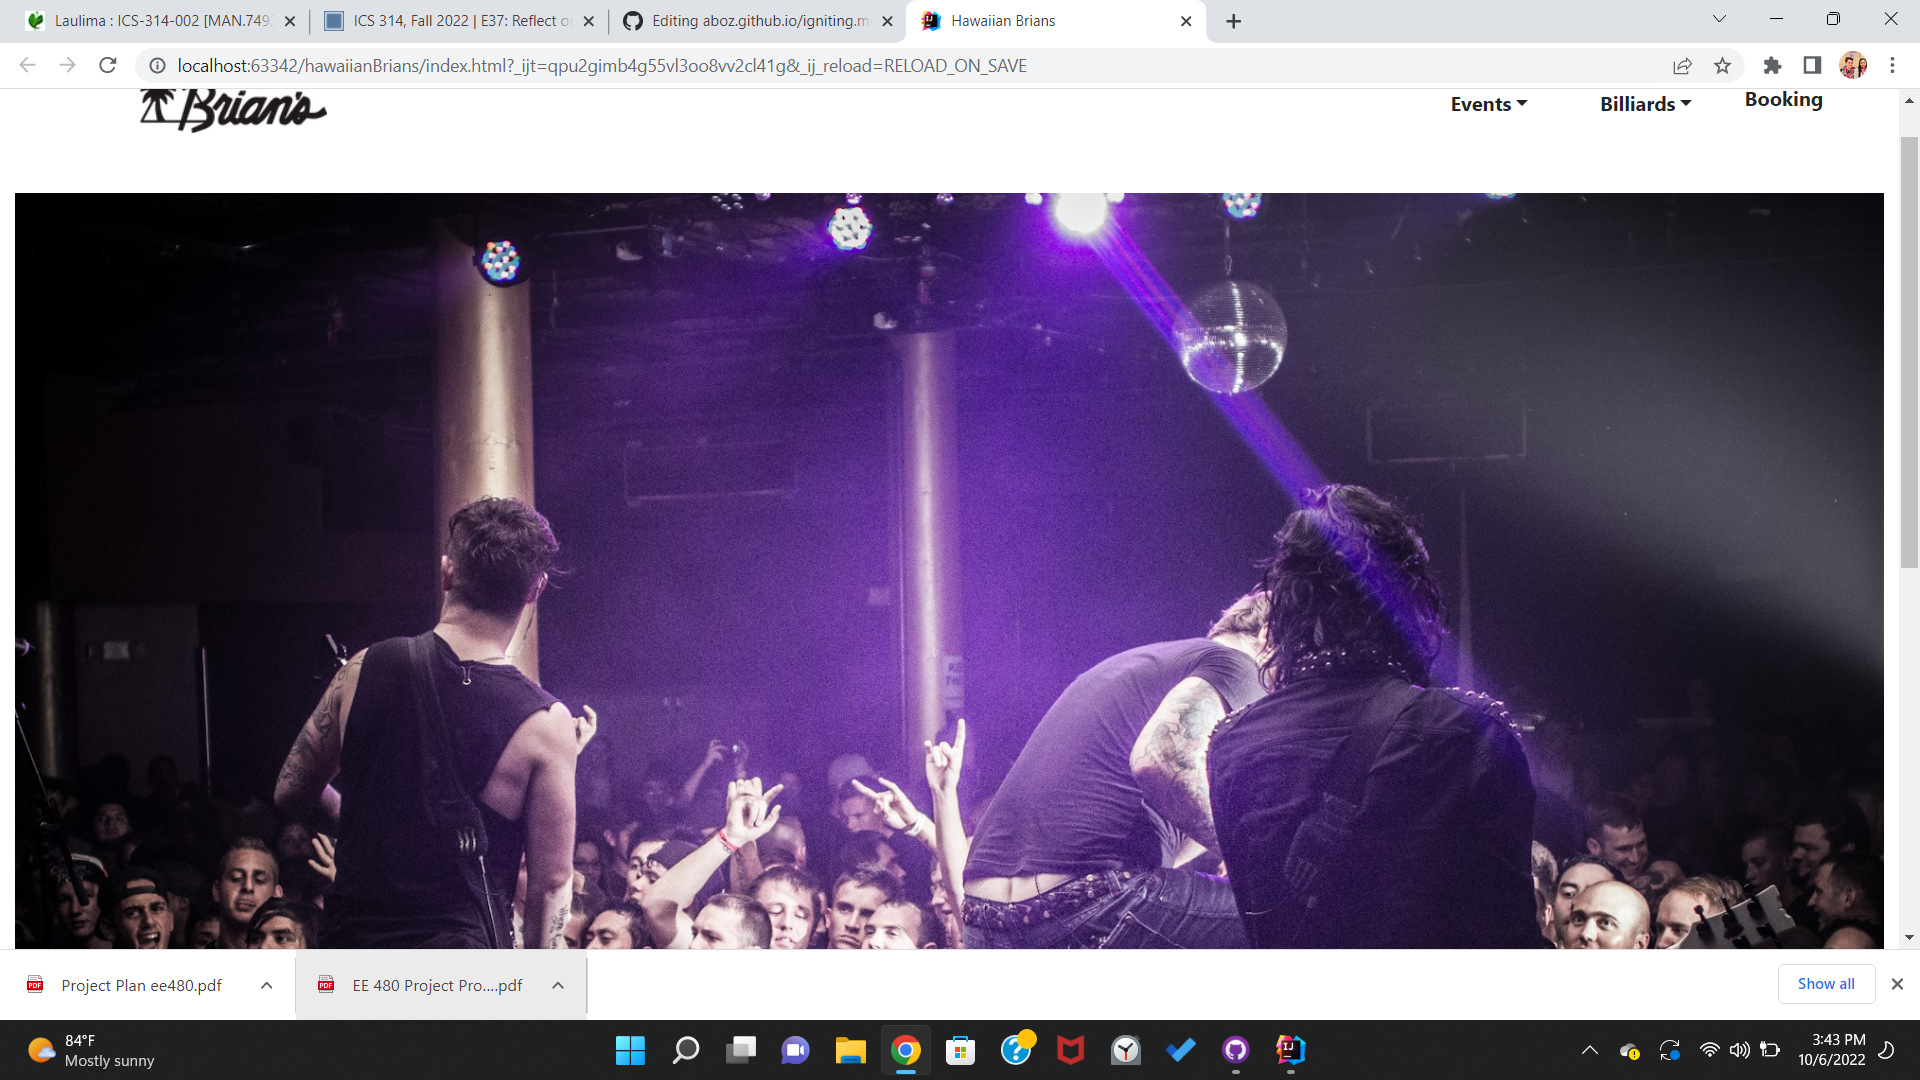 Laulima : ICS-314-002 [MAN.749
ICS 314, Fall 2022 | E37: Reflect o
Editing aboz.github.io/igniting.m
Hawaiian Brians
localhost:63342/hawaiianBrians/index.html?_ijt=qpu2gimb4g55vl3oo8vv2cl41g&_ij_reload=RELOAD_ON_SAVE
Brian's
Events
Billiards
Booking
Project Plan ee480.pdf
EE 480 Project Pro....pdf
Show all
84°F
Mostly sunny
3:43 PM
10/6/2022